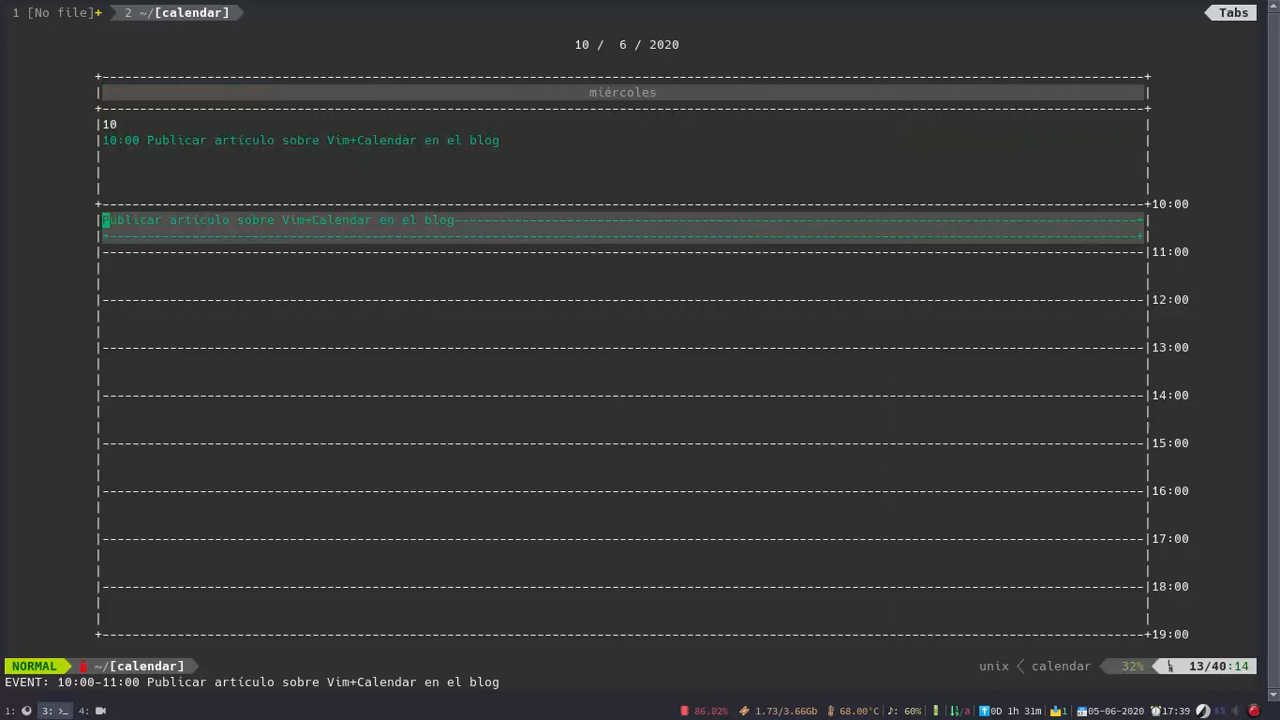 1 [No file]+ 2 ~/[calendar] Tabs
10 / 6 / 2020
miércoles
10
10:00 Publicar artículo sobre Vim+Calendar en el blog
10:00
Publicar artículo sobre Vim+Calendar en el blog
11:00
12:00
13:00
14:00
15:00
16:00
17:00
18:00
19:00
NORMAL ~/[calendar] unix calendar 32% 13/40:14
EVENT: 10:00-11:00 Publicar artículo sobre Vim+Calendar en el blog
1: 3: 4: 86.02% 1.73/3.66Gb 68.00°C ♪: 60% /a 0D 1h 31m 1 05-06-2020 17:39